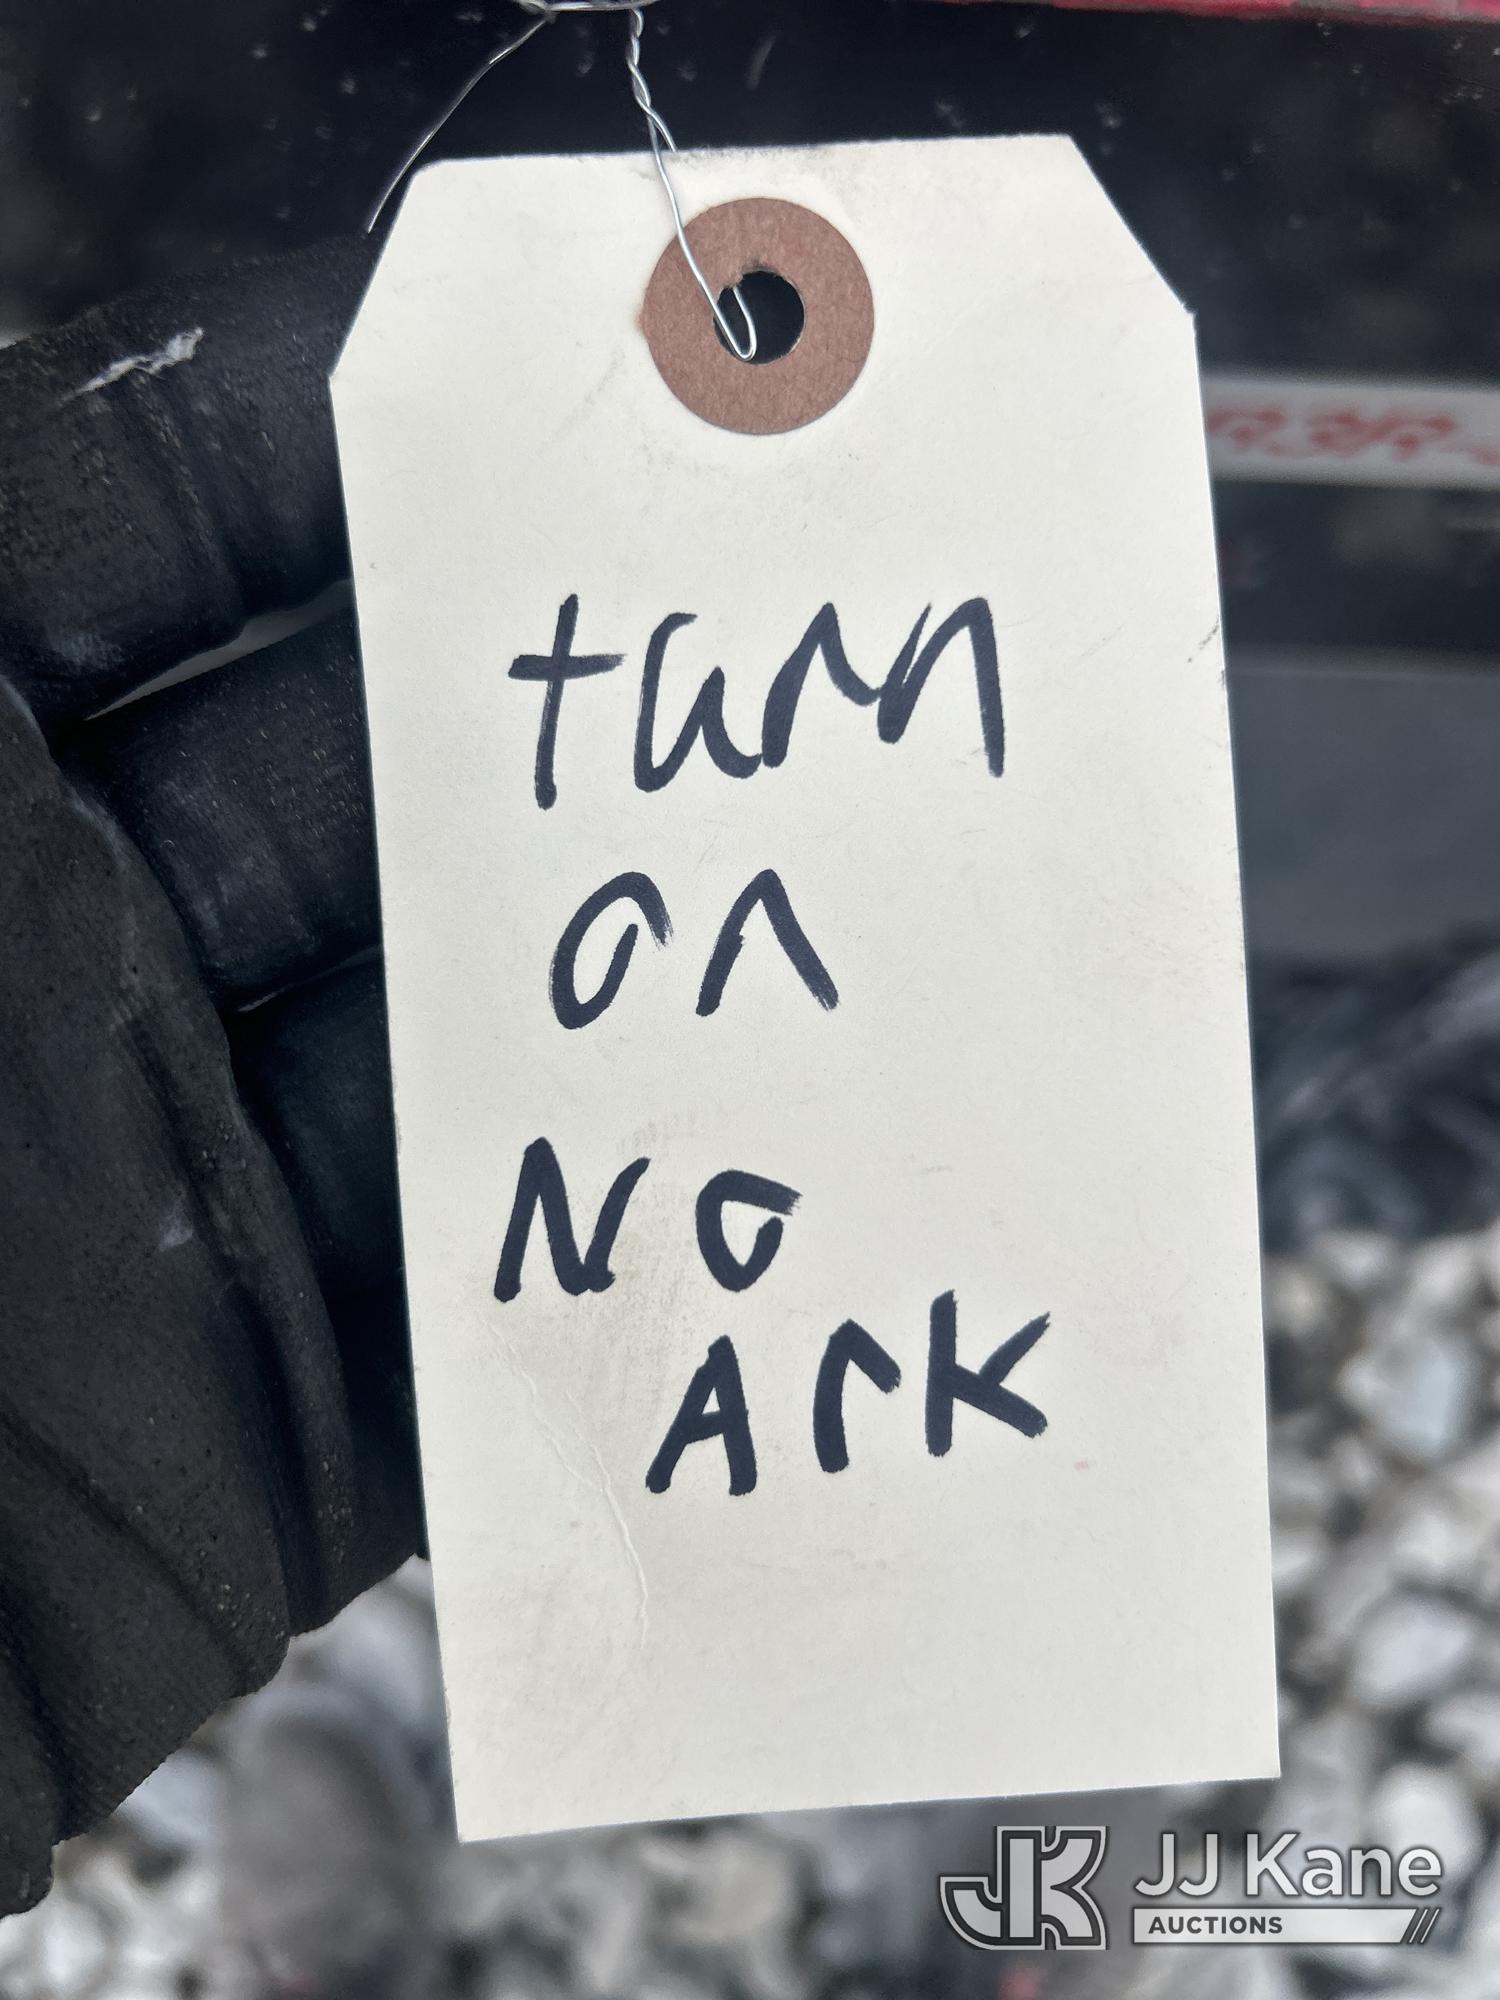 turn
on
No
Ark
JJ Kane
AUCTIONS